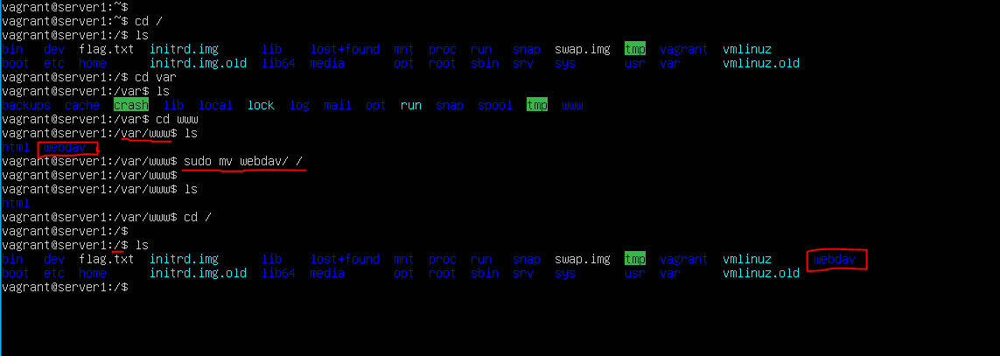 vagrant@server1:~$
vagrant@server1:~$ cd /
vagrant@server1:/$ ls
bin dev flag.txt initrd.img lib lost+found mnt proc run snap swap.img tmp vagrant vmlinuz
boot etc home initrd.img.old lib64 media opt root sbin srv sys usr var vmlinuz.old
vagrant@server1:/$ cd var
vagrant@server1:/var$ ls
backups cache crash lib local lock log mail opt run snap spool tmp www
vagrant@server1:/var$ cd www
vagrant@server1:/var/www$ ls
html webdav
vagrant@server1:/var/www$ sudo mv webdav/ /
vagrant@server1:/var/www$
vagrant@server1:/var/www$ ls
html
vagrant@server1:/var/www$ cd /
vagrant@server1:/$
vagrant@server1:/$ ls
bin dev flag.txt initrd.img lib lost+found mnt proc run snap swap.img tmp vagrant vmlinuz webdav
boot etc home initrd.img.old lib64 media opt root sbin srv sys usr var vmlinuz.old
vagrant@server1:/$